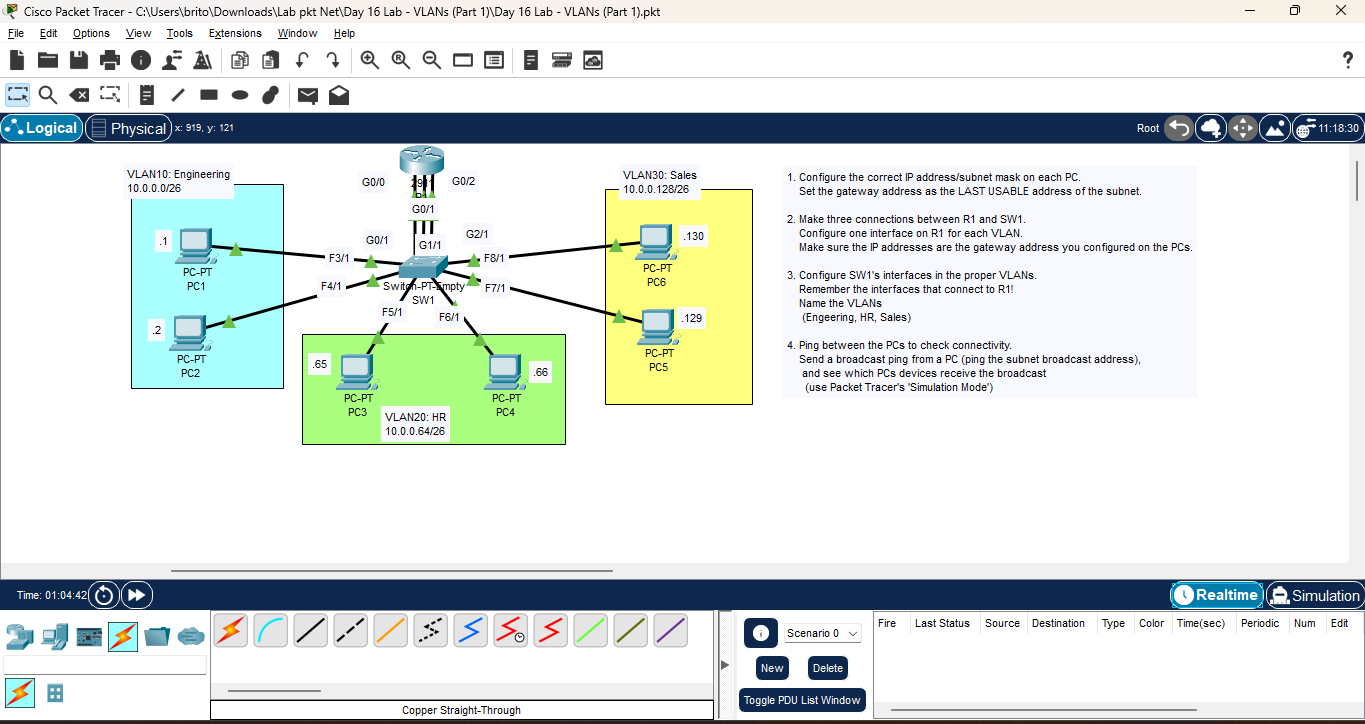 Cisco Packet Tracer - C:\Users\brito\Downloads\Lab pkt Net\Day 16 Lab - VLANs (Part 1)\Day 16 Lab - VLANs (Part 1).pkt
File Edit Options View Tools Extensions Window Help
?
Logical Physical x: 919, y: 121 Root 11:18:30
VLAN10: Engineering
10.0.0.0/26
.1
PC-PT
PC1
.2
PC-PT
PC2
G0/0 G0/2
R1
G0/1
G0/1 G1/1 G2/1
F3/1 F8/1
F4/1 F7/1
Switch-PT-Empty
SW1
F5/1 F6/1
.65
PC-PT
PC3
.66
PC-PT
PC4
VLAN20: HR
10.0.0.64/26
VLAN30: Sales
10.0.0.128/26
.130
PC-PT
PC6
.129
PC-PT
PC5
1. Configure the correct IP address/subnet mask on each PC.
Set the gateway address as the LAST USABLE address of the subnet.
2. Make three connections between R1 and SW1.
Configure one interface on R1 for each VLAN.
Make sure the IP addresses are the gateway address you configured on the PCs.
3. Configure SW1's interfaces in the proper VLANs.
Remember the interfaces that connect to R1!
Name the VLANs
(Engeering, HR, Sales)
4. Ping between the PCs to check connectivity.
Send a broadcast ping from a PC (ping the subnet broadcast address),
and see which PCs devices receive the broadcast
(use Packet Tracer's 'Simulation Mode')
Time: 01:04:42 Realtime Simulation
Scenario 0
New Delete
Toggle PDU List Window
Fire Last Status Source Destination Type Color Time(sec) Periodic Num Edit
Copper Straight-Through